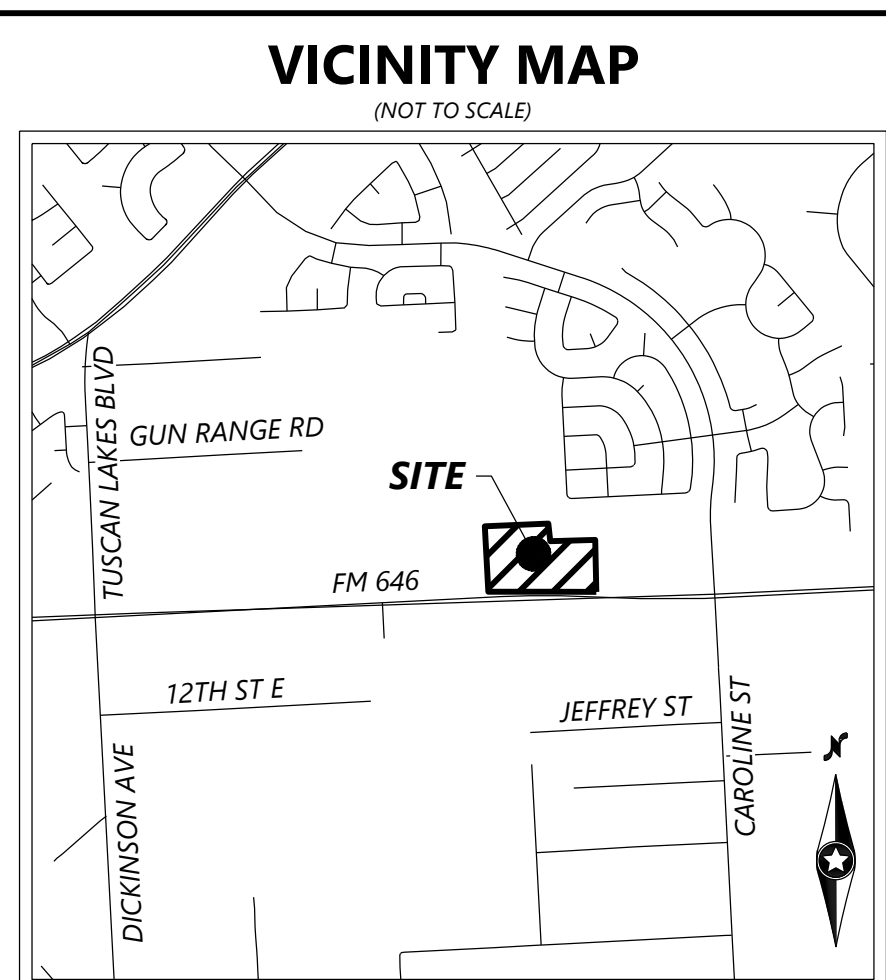 VICINITY MAP
(NOT TO SCALE)
TUSCAN LAKES BLVD
GUN RANGE RD
SITE
FM 646
12TH ST E
JEFFREY ST
CAROLINE ST
N
DICKINSON AVE